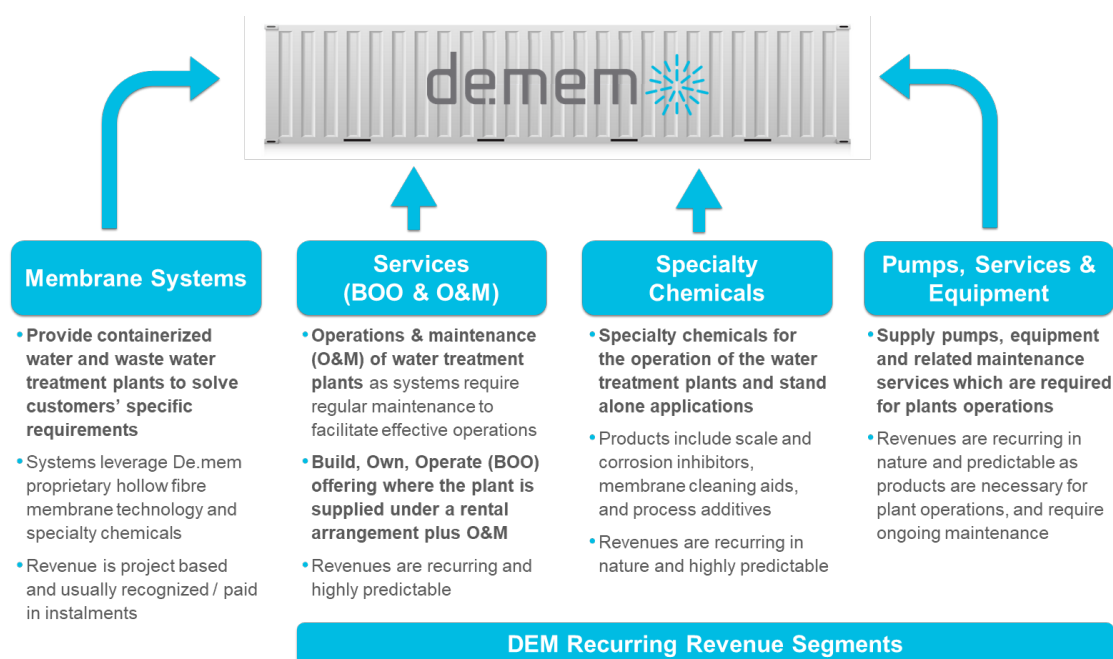 de.mem
Membrane Systems
• Provide containerized
water and waste water
treatment plants to solve
customers’ specific
requirements
• Systems leverage De.mem
proprietary hollow fibre
membrane technology and
specialty chemicals
• Revenue is project based
and usually recognized / paid
in instalments
Services
(BOO & O&M)
• Operations & maintenance
(O&M) of water treatment
plants as systems require
regular maintenance to
facilitate effective operations
• Build, Own, Operate (BOO)
offering where the plant is
supplied under a rental
arrangement plus O&M
• Revenues are recurring and
highly predictable
Specialty
Chemicals
• Specialty chemicals for
the operation of the water
treatment plants and stand
alone applications
• Products include scale and
corrosion inhibitors,
membrane cleaning aids,
and process additives
• Revenues are recurring in
nature and highly predictable
Pumps, Services &
Equipment
• Supply pumps, equipment
and related maintenance
services which are required
for plants operations
• Revenues are recurring in
nature and predictable as
products are necessary for
plant operations, and require
ongoing maintenance
DEM Recurring Revenue Segments